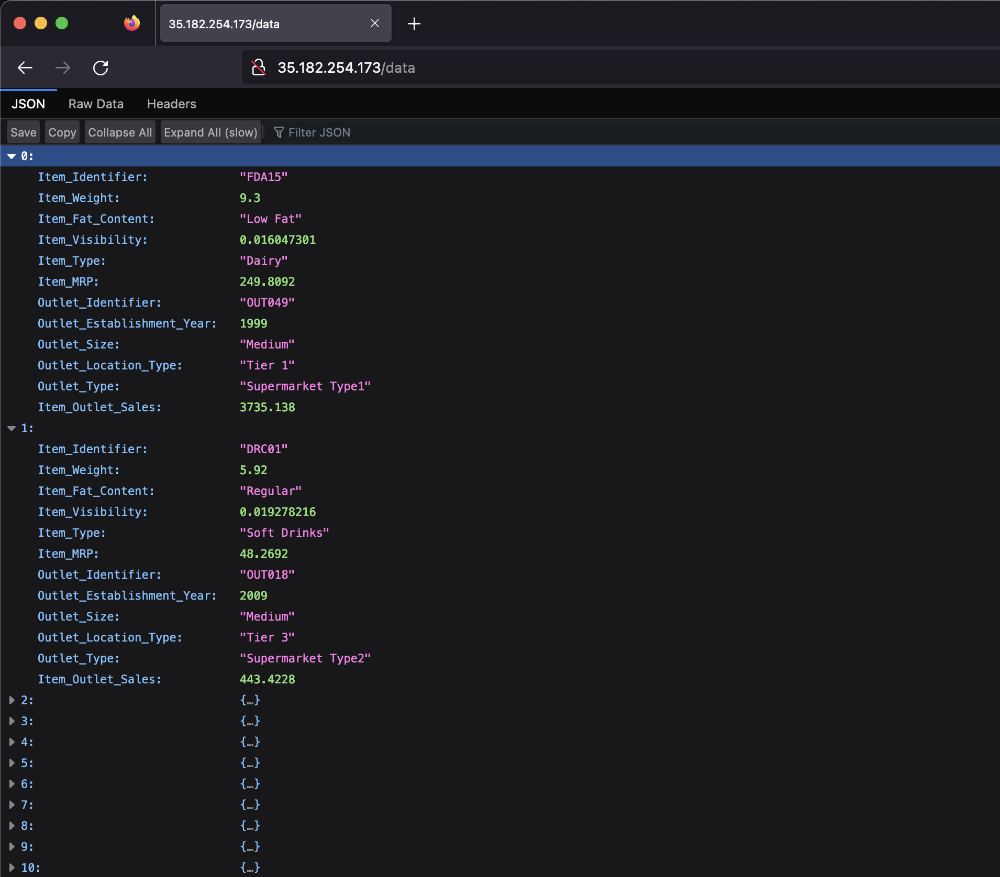 35.182.254.173/data
35.182.254.173/data
JSON Raw Data Headers
Save Copy Collapse All Expand All (slow) Filter JSON
0:
Item_Identifier: "FDA15"
Item_Weight: 9.3
Item_Fat_Content: "Low Fat"
Item_Visibility: 0.016047301
Item_Type: "Dairy"
Item_MRP: 249.8092
Outlet_Identifier: "OUT049"
Outlet_Establishment_Year: 1999
Outlet_Size: "Medium"
Outlet_Location_Type: "Tier 1"
Outlet_Type: "Supermarket Type1"
Item_Outlet_Sales: 3735.138
1:
Item_Identifier: "DRC01"
Item_Weight: 5.92
Item_Fat_Content: "Regular"
Item_Visibility: 0.019278216
Item_Type: "Soft Drinks"
Item_MRP: 48.2692
Outlet_Identifier: "OUT018"
Outlet_Establishment_Year: 2009
Outlet_Size: "Medium"
Outlet_Location_Type: "Tier 3"
Outlet_Type: "Supermarket Type2"
Item_Outlet_Sales: 443.4228
2: {…}
3: {…}
4: {…}
5: {…}
6: {…}
7: {…}
8: {…}
9: {…}
10: {…}